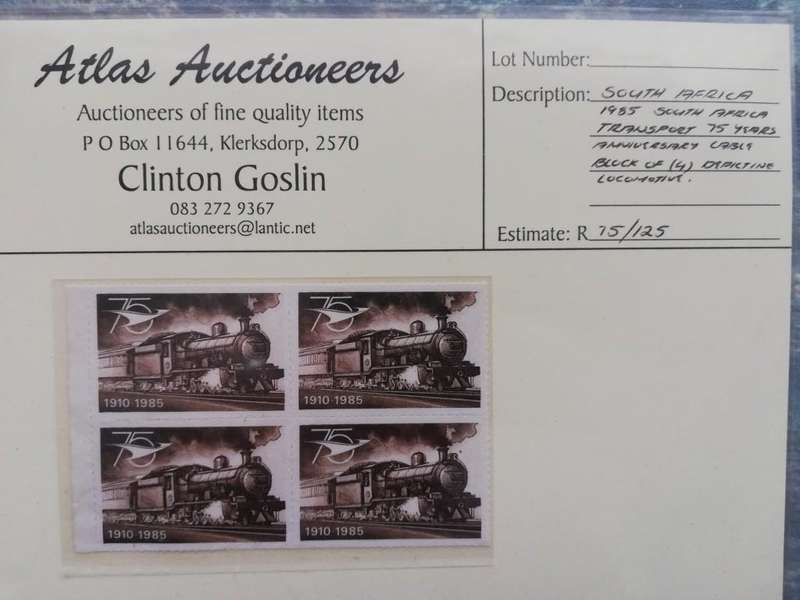 Atlas Auctioneers
Auctioneers of fine quality items
P O Box 11644, Klerksdorp, 2570
Clinton Goslin
083 272 9367
atlasauctioneers@lantic.net
Lot Number:
Description: SOUTH AFRICA
1985 SOUTH AFRICA
TRANSPORT 75 YEARS
ANNIVERSARY LABLE
BLOCK OF (4) DEPICTINE
LOCOMOTIVE.
Estimate: R 75/125
75
1910·1985
75
1910·1985
75
1910·1985
75
1910·1985